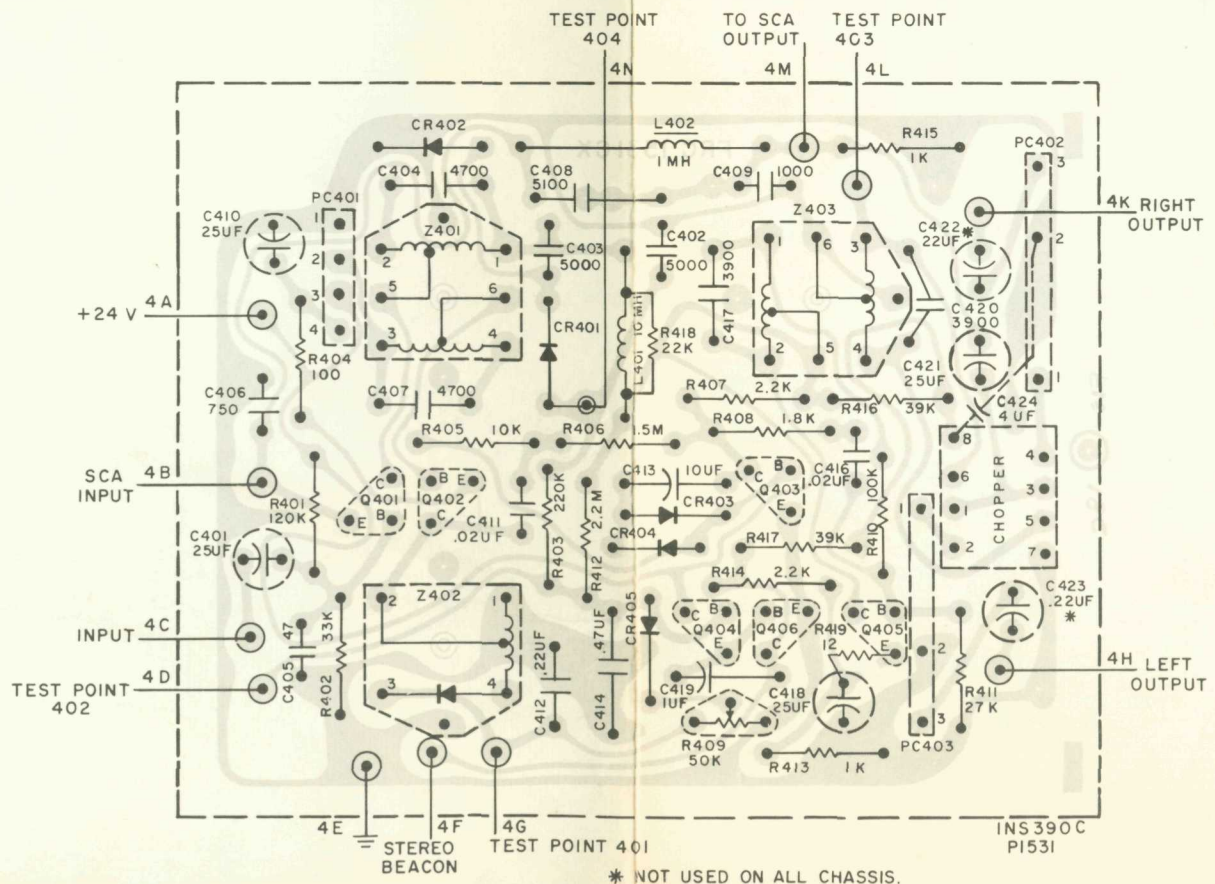 TEST POINT
404
TO SCA
OUTPUT
TEST POINT
403
4N
4M
4L
CR402
L402
1 MH
R415
1K
PC402
3
C404
4700
C408
5100
C409
1000
PC401
C410
25UF
1
2
3
4
Z401
2
1
5
6
3
4
C403
5000
C402
5000
3900
C417
Z403
1
6
3
2
5
4
4K RIGHT
OUTPUT
C422 *
22UF
2
C420
3900
+24 V
4A
R404
100
CR401
L401 10 MH
R418
22K
C421
25UF
1
C406
750
C407
4700
R407
2.2K
R416
39K
C424
4UF
R405
10K
R406
1.5M
R408
1.8K
SCA
INPUT
4B
R401
120K
C
Q401
E
B
B
E
Q402
C
C411
.02UF
220K
R403
2.2M
R412
C413
10UF
CR403
CR404
C
B
Q403
E
C416
.02UF
100K
R410
8
6
1
2
4
3
5
7
CHOPPER
C401
25UF
R417
39K
1
R414
2.2K
INPUT
4C
47
C405
33K
R402
Z402
2
1
3
4
.22UF
C412
.47UF
C414
CR405
C
B
Q404
E
B
E
Q406
C
R419
12
C
B
Q405
E
C423
.22UF
*
2
4H LEFT
OUTPUT
TEST POINT
402
4D
C419
1UF
C418
25UF
R411
27 K
R409
50K
R413
1K
3
PC403
4E
4F
4G
STEREO
BEACON
TEST POINT 401
INS390C
P1531
* NOT USED ON ALL CHASSIS.